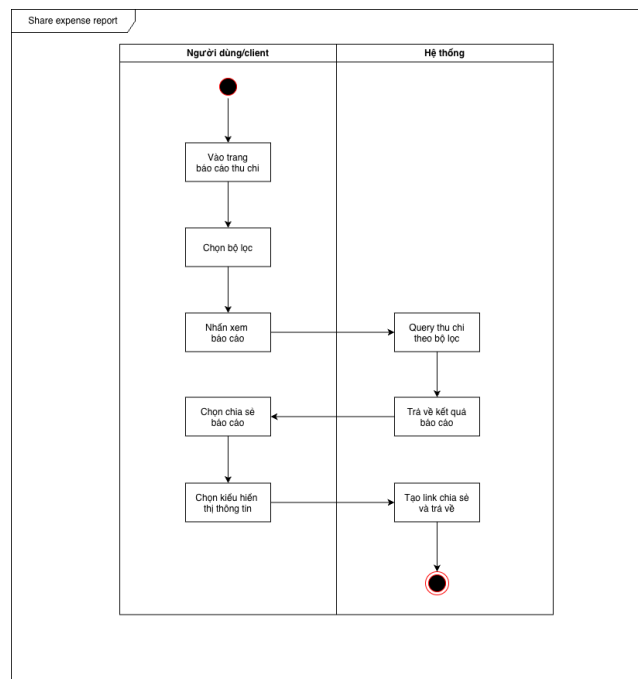 Share expense report
Người dùng/client
Hệ thống
Vào trang
báo cáo thu chi
Chọn bộ lọc
Nhấn xem
báo cáo
Query thu chi
theo bộ lọc
Chọn chia sẻ
báo cáo
Trả về kết quả
báo cáo
Chọn kiểu hiển
thị thông tin
Tạo link chia sẻ
và trả về